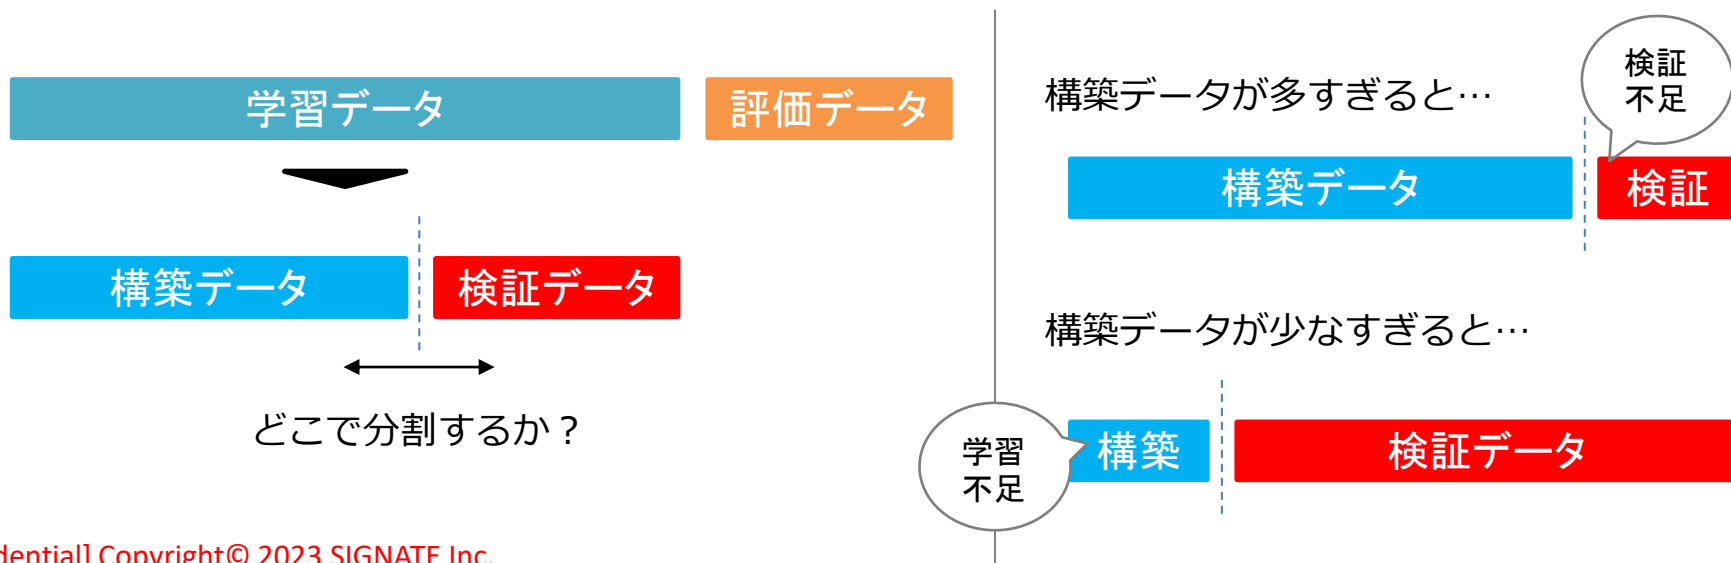 学習データ
評価データ
構築データ
検証データ
どこで分割するか？
構築データが多すぎると…
検証
不足
構築データ
検証
構築データが少なすぎると…
学習
不足
構築
検証データ
dential] Copyright© 2023 SIGNATE Inc.